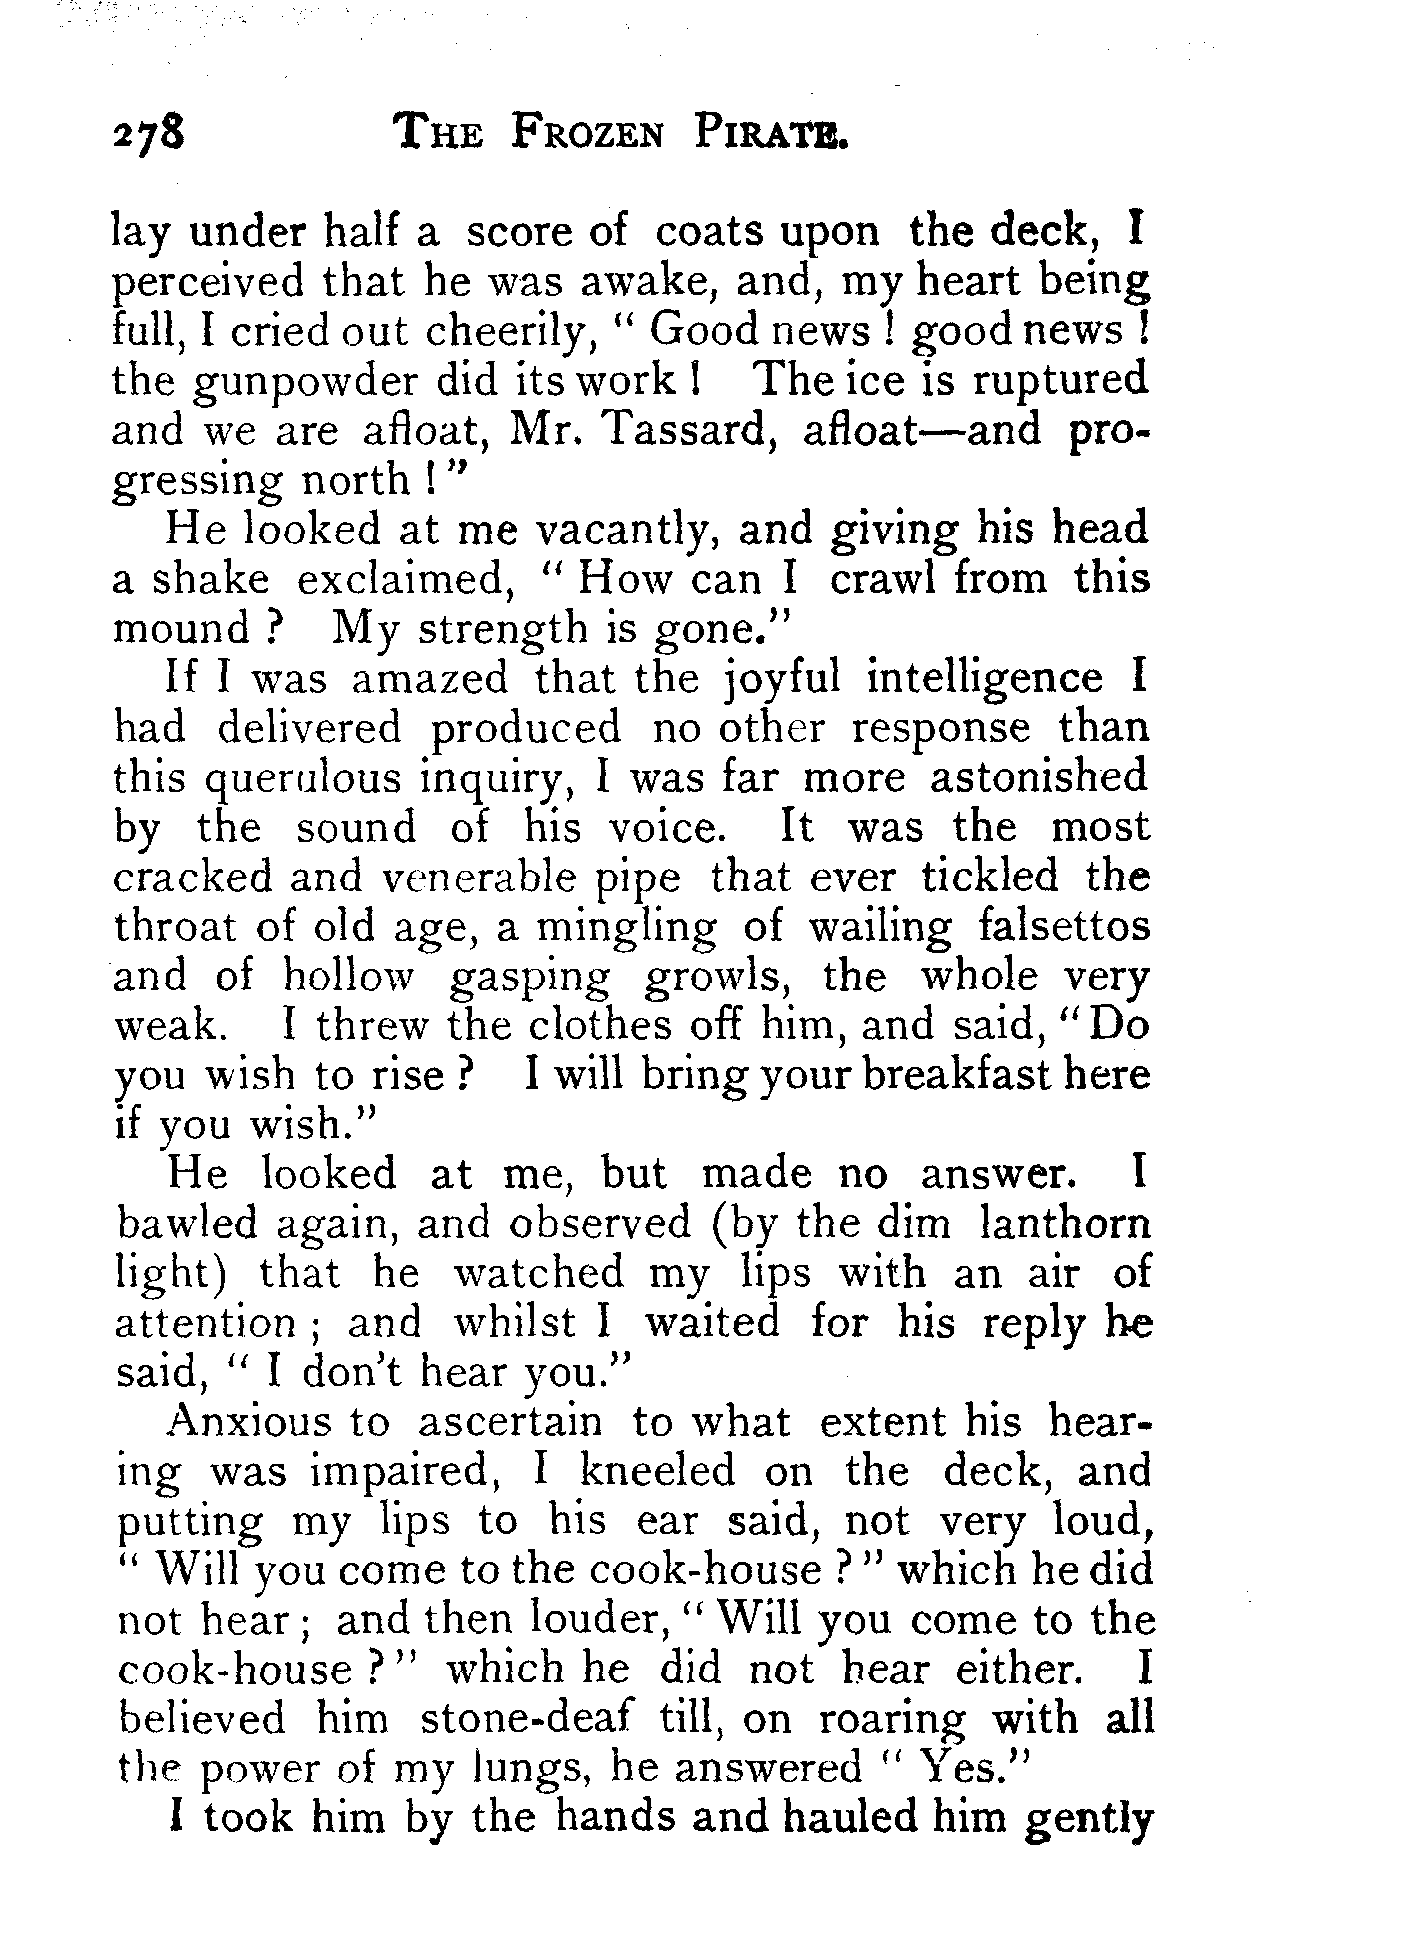 278 THE FROZEN PIRATE.
lay under half a score of coats upon the deck, I
perceived that he was awake, and, my heart being
full, I cried out cheerily, “ Good news ! good news !
the gunpowder did its work ! The ice is ruptured
and we are afloat, Mr. Tassard, afloat—and pro-
gressing north ! ”
He looked at me vacantly, and giving his head
a shake exclaimed, “ How can I crawl from this
mound ? My strength is gone.”
If I was amazed that the joyful intelligence I
had delivered produced no other response than
this querulous inquiry, I was far more astonished
by the sound of his voice. It was the most
cracked and venerable pipe that ever tickled the
throat of old age, a mingling of wailing falsettos
and of hollow gasping growls, the whole very
weak. I threw the clothes off him, and said, “ Do
you wish to rise ? I will bring your breakfast here
if you wish.”
He looked at me, but made no answer. I
bawled again, and observed (by the dim lanthorn
light) that he watched my lips with an air of
attention ; and whilst I waited for his reply he
said, “ I don’t hear you.”
Anxious to ascertain to what extent his hear-
ing was impaired, I kneeled on the deck, and
putting my lips to his ear said, not very loud,
“ Will you come to the cook-house ? ” which he did
not hear ; and then louder, “ Will you come to the
cook-house ? ” which he did not hear either. I
believed him stone-deaf till, on roaring with all
the power of my lungs, he answered “ Yes.”
I took him by the hands and hauled him gently